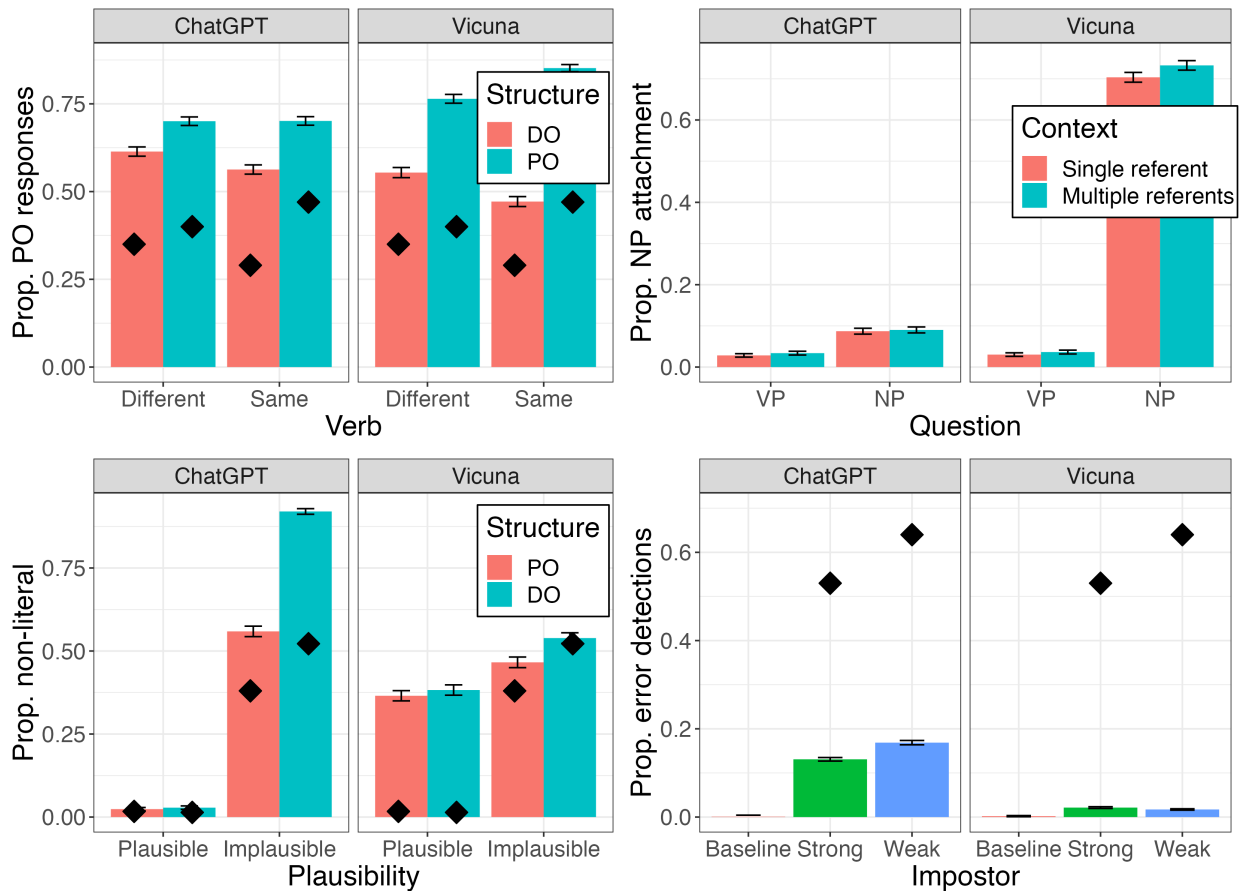 ChatGPT
Vicuna
Prop. PO responses
0.75
0.50
0.25
0.00
Structure
DO
PO
Different
Same
Different
Same
Verb
ChatGPT
Vicuna
Prop. NP attachment
0.6
0.4
0.2
0.0
Context
Single referent
Multiple referents
VP
NP
VP
NP
Question
ChatGPT
Vicuna
Prop. non-literal
0.75
0.50
0.25
0.00
Structure
PO
DO
Plausible
Implausible
Plausible
Implausible
Plausibility
ChatGPT
Vicuna
Prop. error detections
0.6
0.4
0.2
0.0
Baseline
Strong
Weak
Baseline
Strong
Weak
Impostor